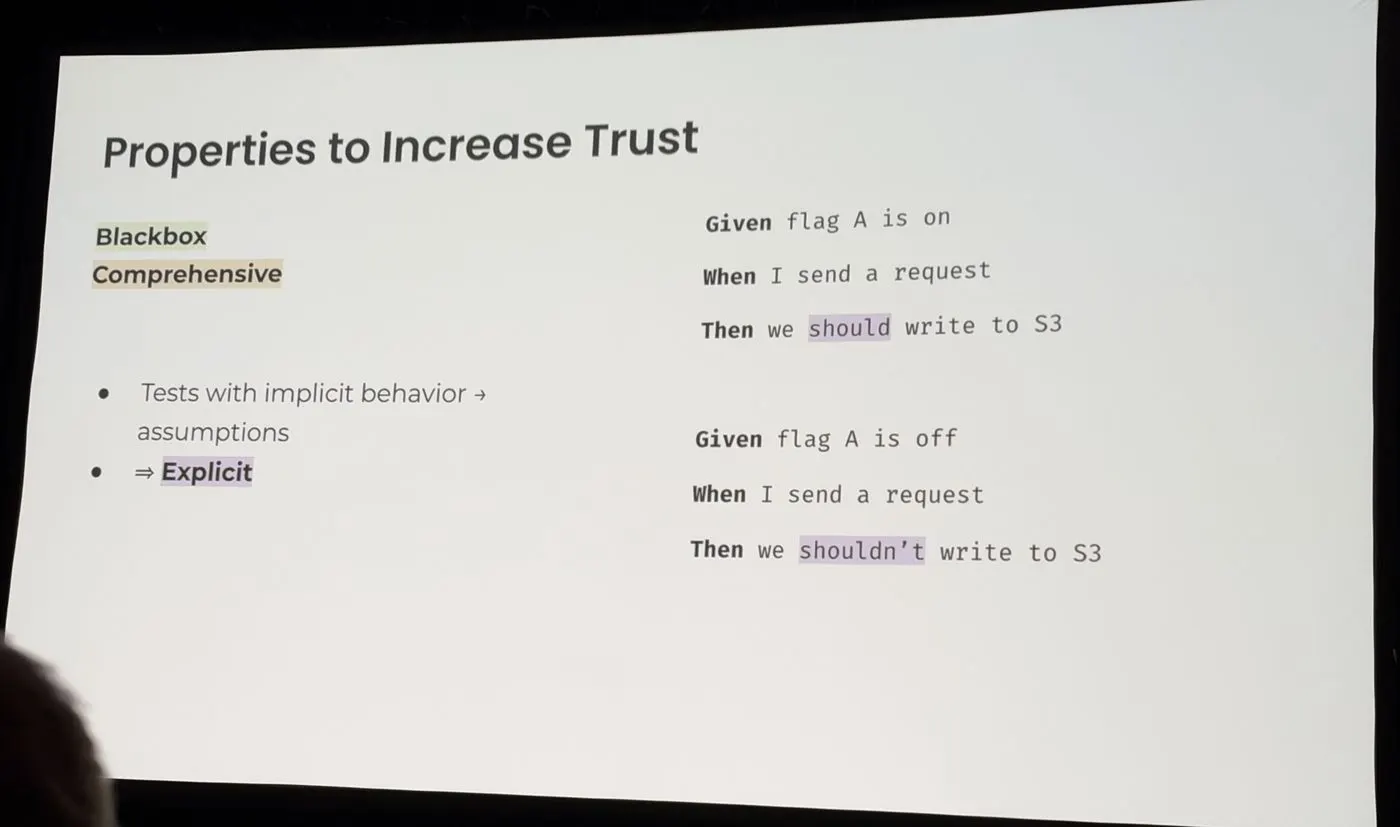 Properties to Increase Trust
Blackbox
Comprehensive
● Tests with implicit behavior →
assumptions
● ⇒ Explicit
Given flag A is on
When I send a request
Then we should write to S3
Given flag A is off
When I send a request
Then we shouldn’t write to S3